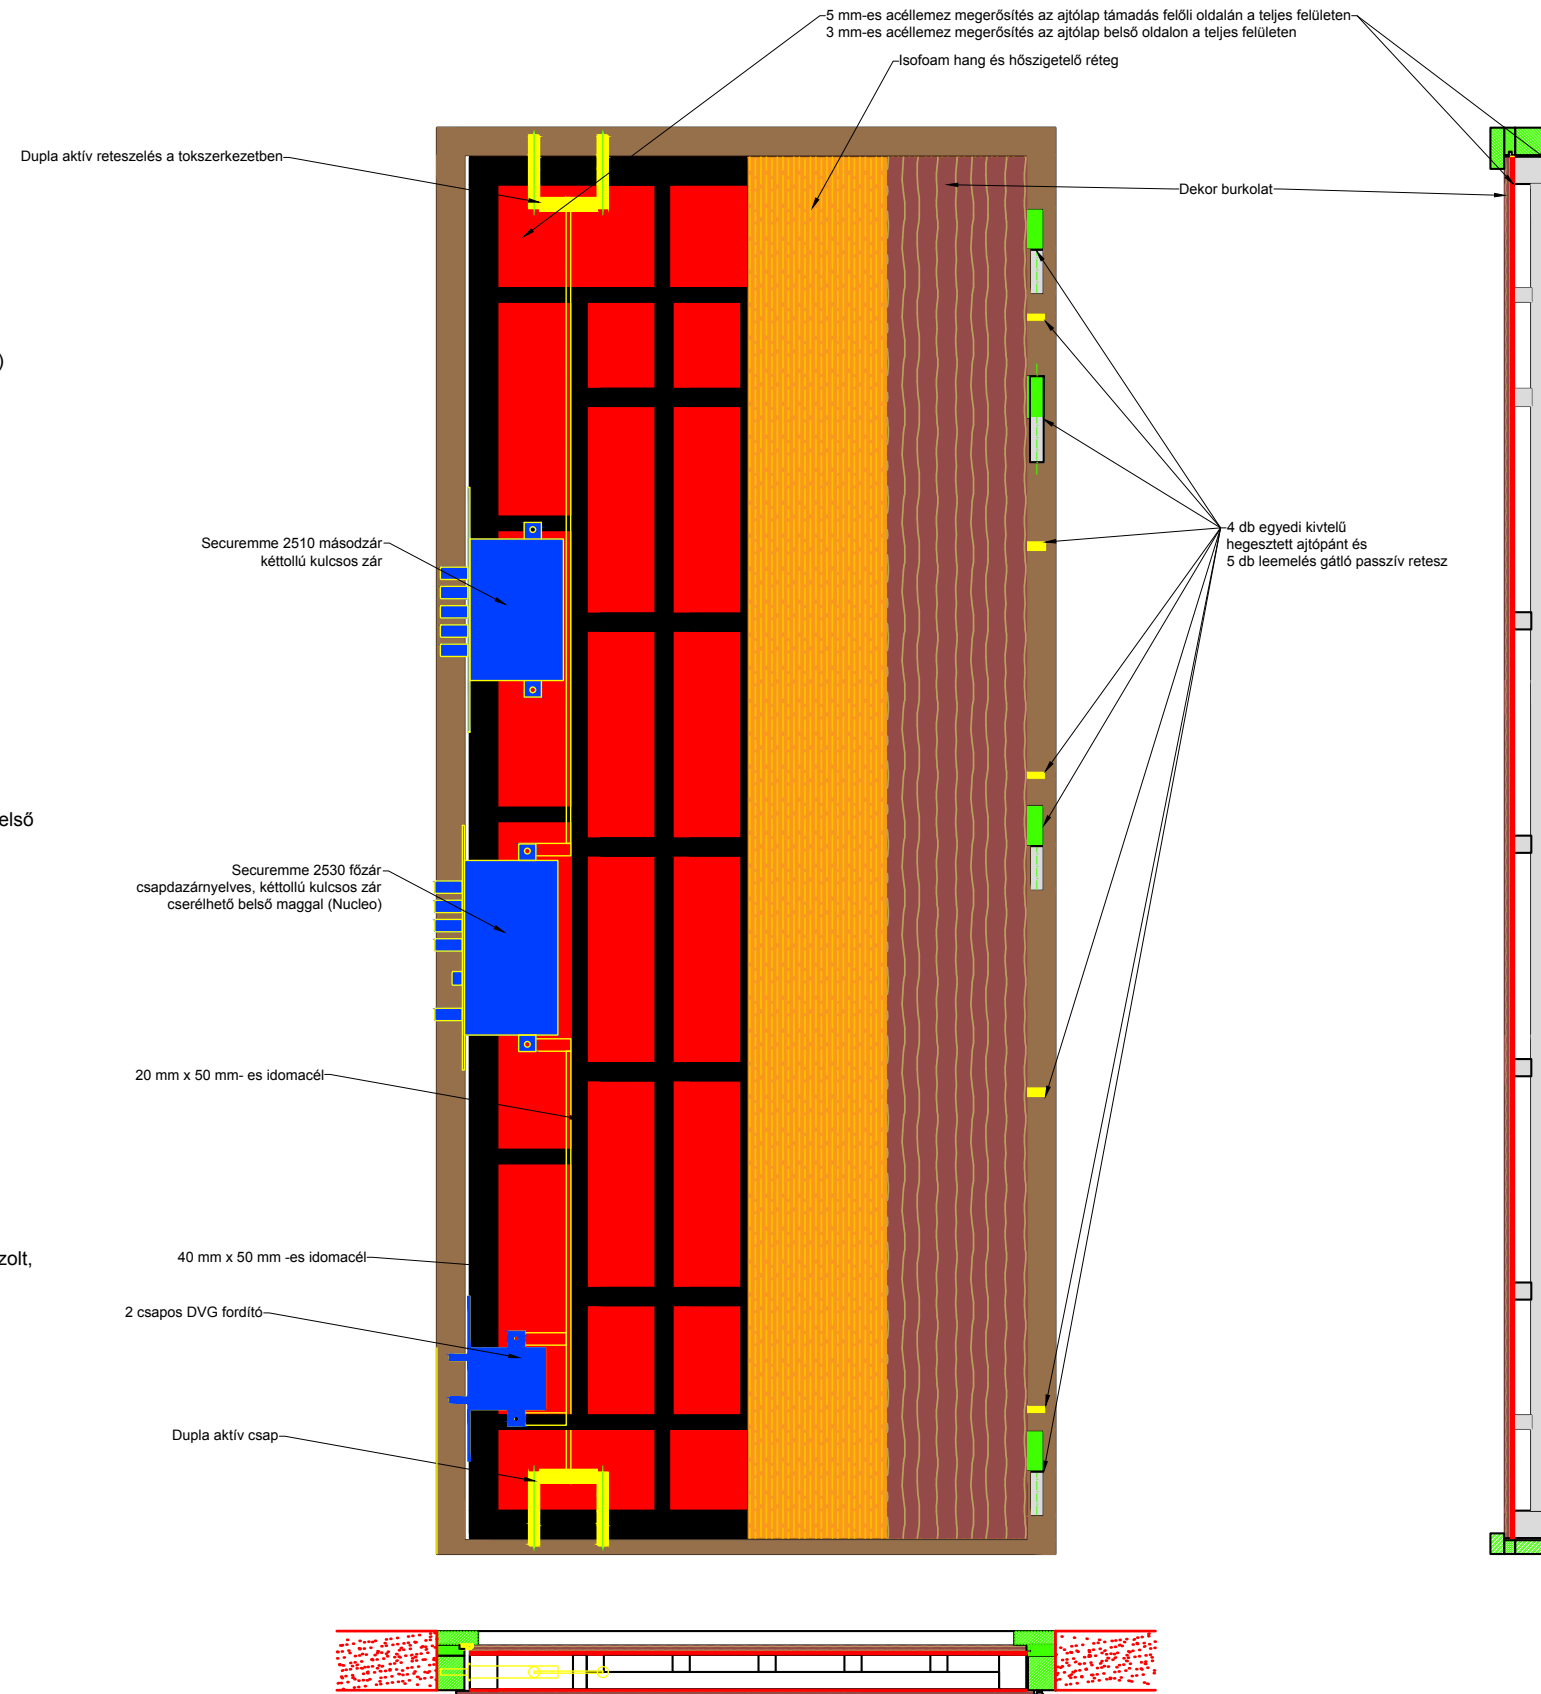 5 mm-es acéllemez megerősítés az ajtólap támadás felőli oldalán a teljes felületen
3 mm-es acéllemez megerősítés az ajtólap belső oldalon a teljes felületen
Isofoam hang és hőszigetelő réteg
Dupla aktív reteszelés a tokszerkezetben
Dekor burkolat
)
Securemme 2510 másodzár
kéttollú kulcsos zár
4 db egyedi kivtelű
hegesztett ajtópánt és
5 db leemelés gátló passzív retesz
első
Securemme 2530 főzár
csapdazárnyelves, kéttollú kulcsos zár
cserélhető belső maggal (Nucleo)
20 mm x 50 mm- es idomacél
zolt,
40 mm x 50 mm -es idomacél
2 csapos DVG fordító
Dupla aktív csap